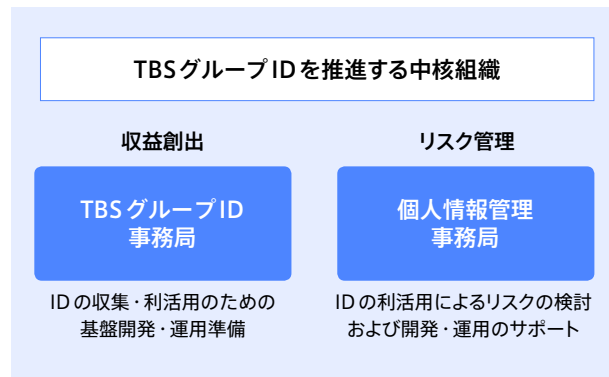 TBSグループIDを推進する中核組織
収益創出
TBSグループID
事務局
IDの収集・利活用のための
基盤開発・運用準備
リスク管理
個人情報管理
事務局
IDの利活用によるリスクの検討
および開発・運用のサポート